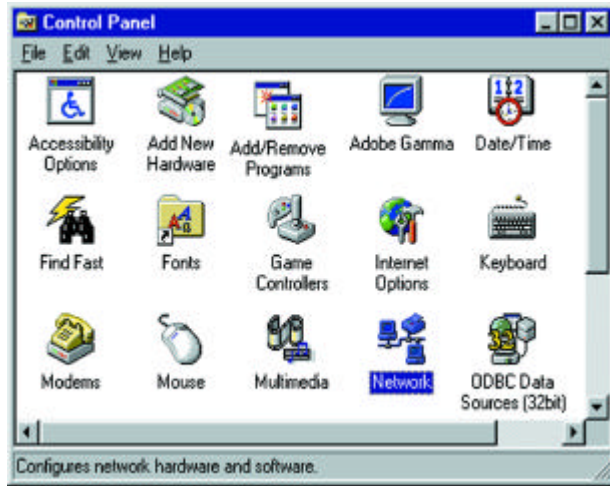 Control Panel
File Edit View Help
Accessibility Options
Add New Hardware
Add/Remove Programs
Adobe Gamma
Date/Time
Find Fast
Fonts
Game Controllers
Internet Options
Keyboard
Modems
Mouse
Multimedia
Network
ODBC Data Sources (32bit)
Configures network hardware and software.